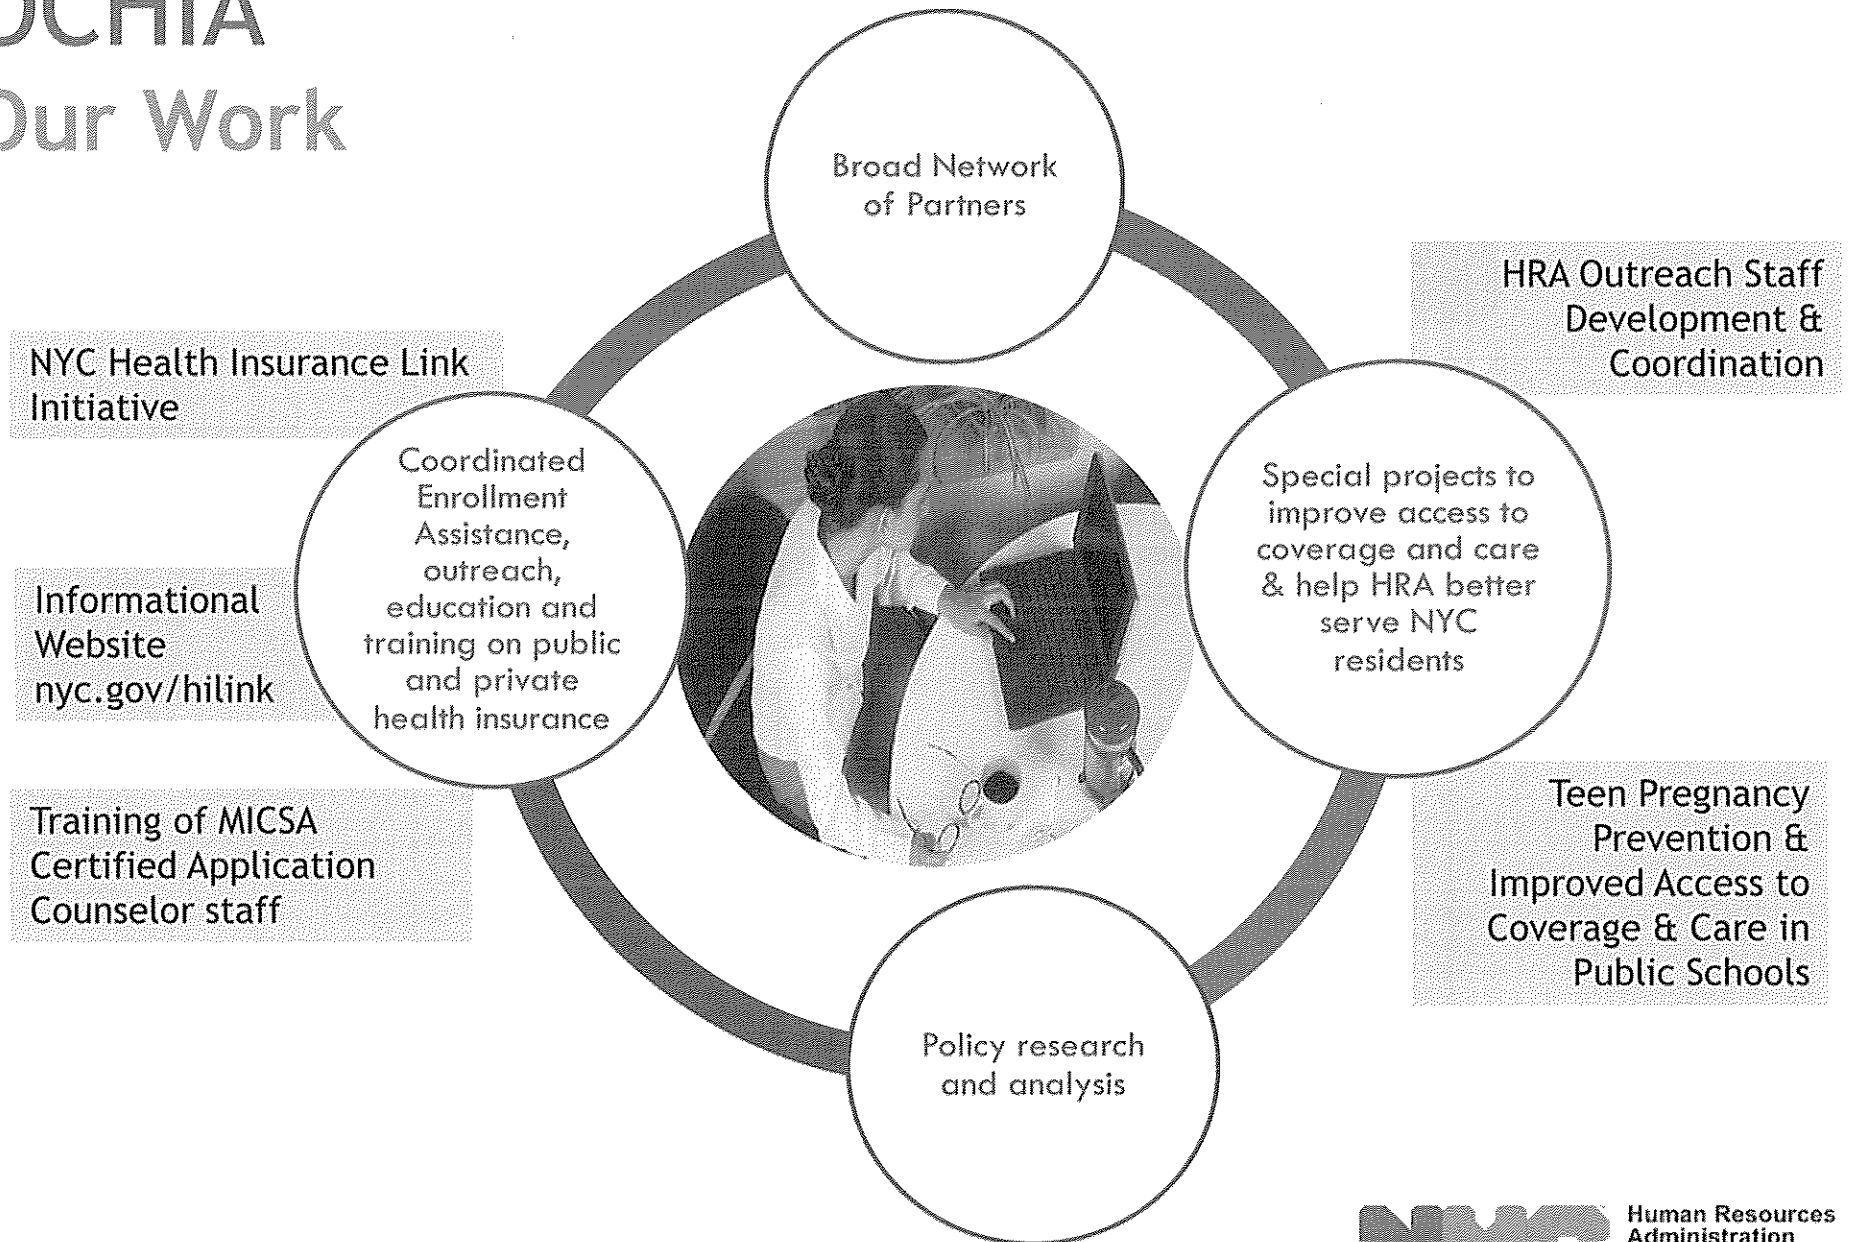 OCHIA
Our Work
Broad Network
of Partners
HRA Outreach Staff
Development &
Coordination
NYC Health Insurance Link
Initiative
Coordinated
Enrollment
Assistance,
outreach,
education and
training on public
and private
health insurance
Special projects to
improve access to
coverage and care
& help HRA better
serve NYC
residents
Informational
Website
nyc.gov/hilink
Training of MICSA
Certified Application
Counselor staff
Teen Pregnancy
Prevention &
Improved Access to
Coverage & Care in
Public Schools
Policy research
and analysis
NYC
Human Resources
Administration